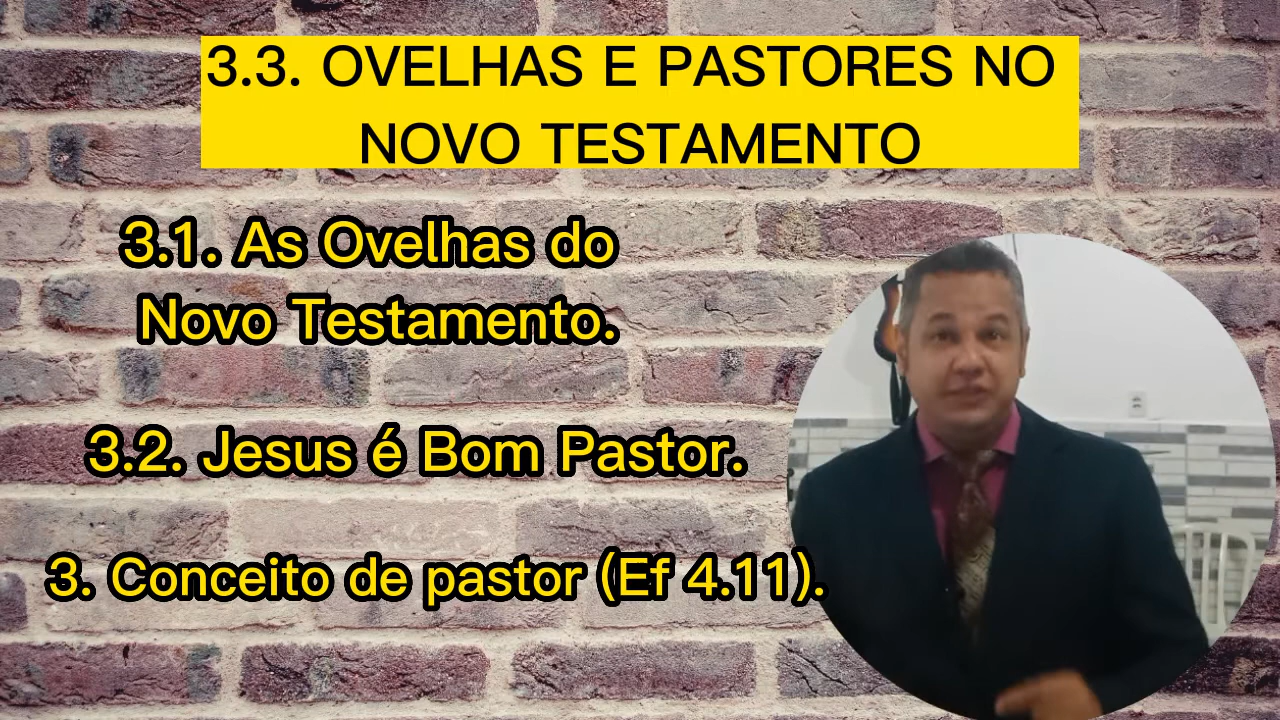 3.3. OVELHAS E PASTORES NO
NOVO TESTAMENTO
3.1. As Ovelhas do
Novo Testamento.
3.2. Jesus é Bom Pastor.
3. Conceito de pastor (Ef 4.11).